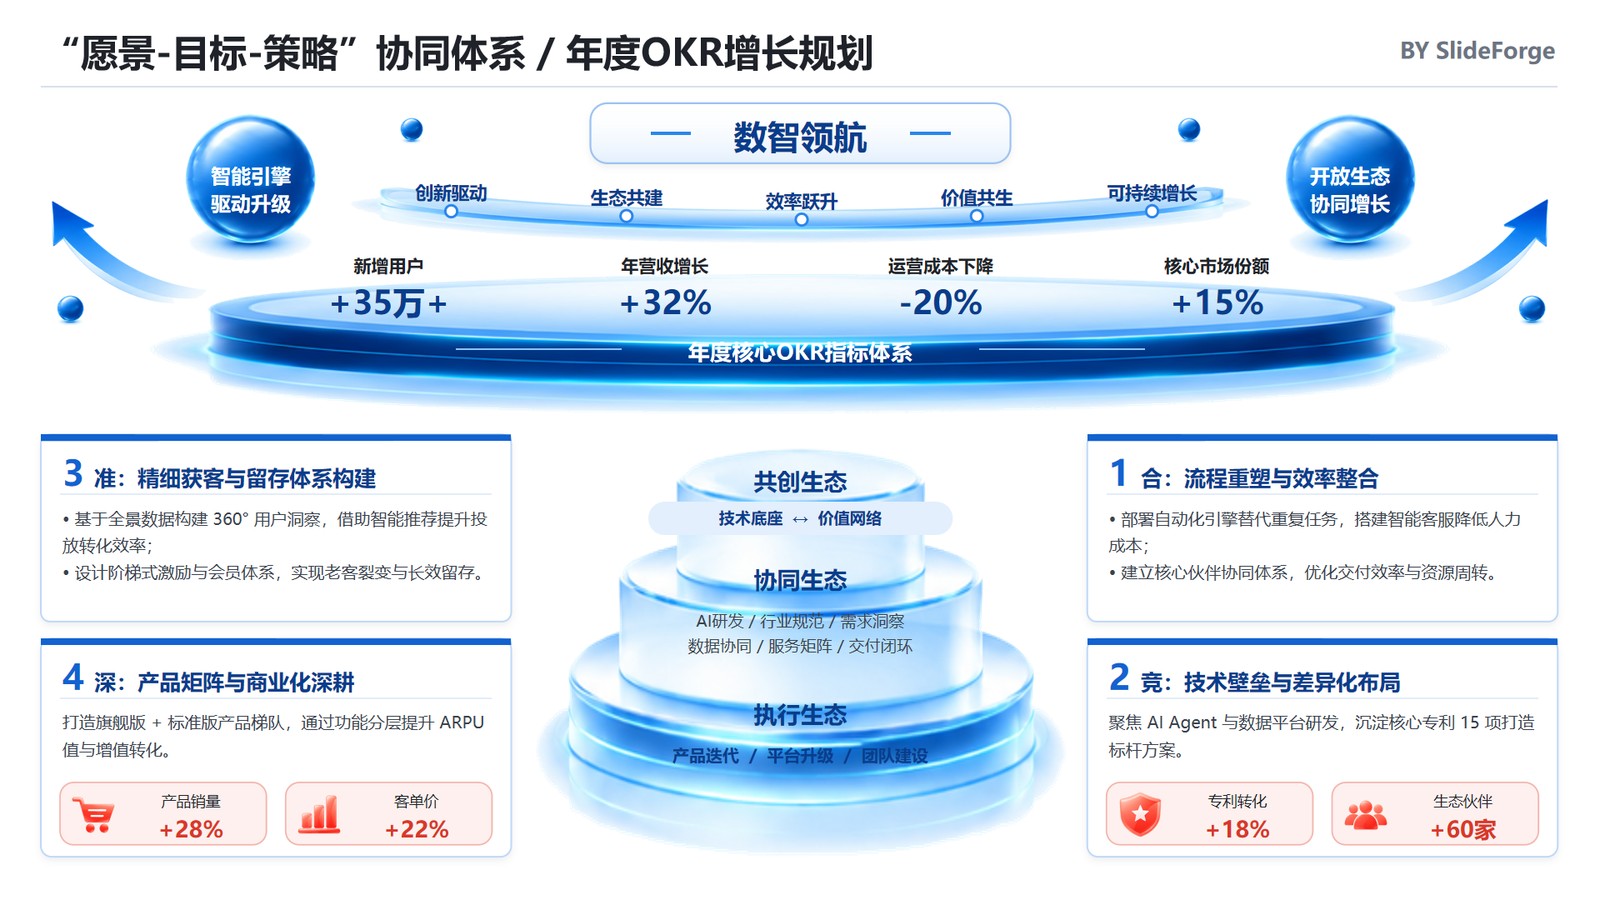 “愿景-目标-策略”协同体系 / 年度OKR增长规划
BY SlideForge
数智领航
智能引擎
驱动升级
开放生态
协同增长
创新驱动
生态共建
效率跃升
价值共生
可持续增长
新增用户
+35万+
年营收增长
+32%
运营成本下降
-20%
核心市场份额
+15%
年度核心OKR指标体系
3 准：精细获客与留存体系构建
• 基于全景数据构建 360° 用户洞察，借助智能推荐提升投
放转化效率；
• 设计阶梯式激励与会员体系，实现老客裂变与长效留存。
4 深：产品矩阵与商业化深耕
打造旗舰版 + 标准版产品梯队，通过功能分层提升 ARPU
值与增值转化。
产品销量
+28%
客单价
+22%
共创生态
技术底座 ↔ 价值网络
协同生态
AI研发 / 行业规范 / 需求洞察
数据协同 / 服务矩阵 / 交付闭环
执行生态
产品迭代 / 平台升级 / 团队建设
1 合：流程重塑与效率整合
• 部署自动化引擎替代重复任务，搭建智能客服降低人力
成本；
• 建立核心伙伴协同体系，优化交付效率与资源周转。
2 竞：技术壁垒与差异化布局
聚焦 AI Agent 与数据平台研发，沉淀核心专利 15 项打造
标杆方案。
专利转化
+18%
生态伙伴
+60家